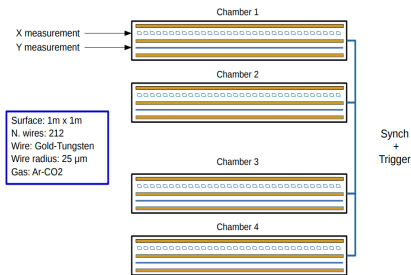 Chamber 1
X measurement
Y measurement
Chamber 2
Surface: 1m x 1m
N. wires: 212
Wire: Gold-Tungsten
Wire radius: 25 μm
Gas: Ar-CO2
Synch
+
Trigger
Chamber 3
Chamber 4